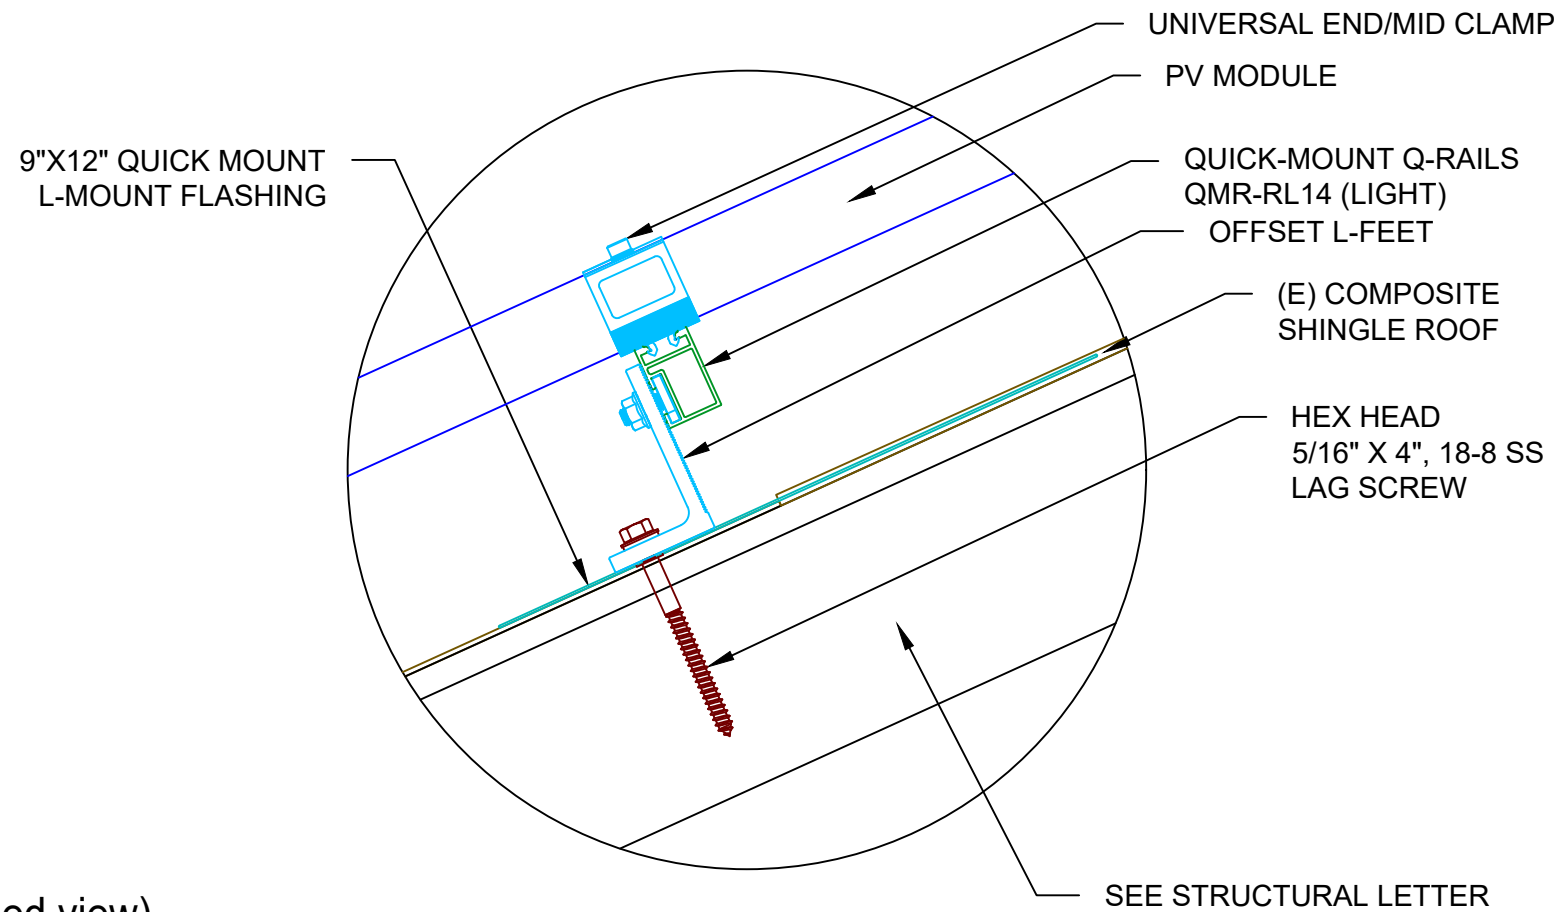 UNIVERSAL END/MID CLAMP
PV MODULE
9"X12" QUICK MOUNT
L-MOUNT FLASHING
QUICK-MOUNT Q-RAILS
QMR-RL14 (LIGHT)
OFFSET L-FEET
(E) COMPOSITE
SHINGLE ROOF
HEX HEAD
5/16" X 4", 18-8 SS
LAG SCREW
SEE STRUCTURAL LETTER
view)